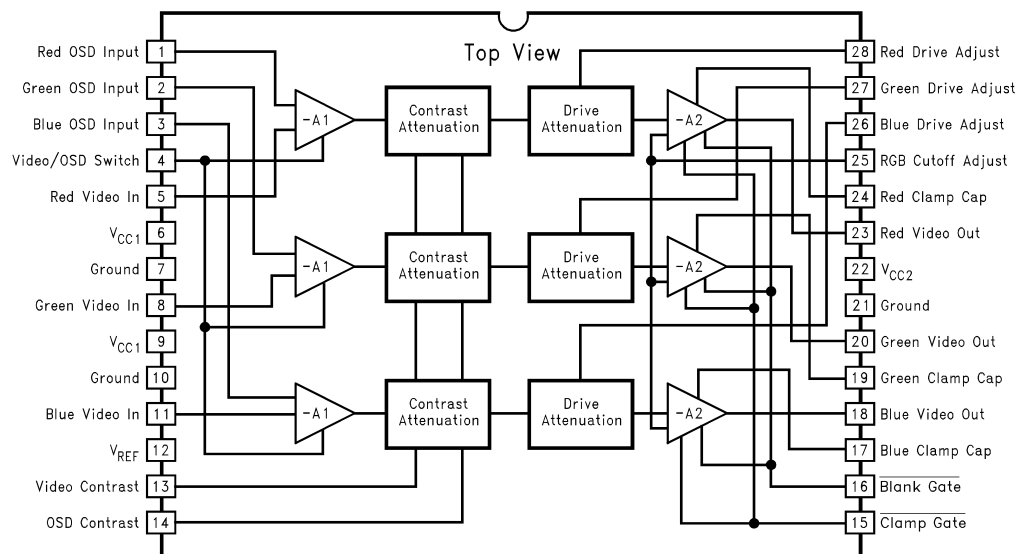 Top View
Red OSD Input 1
Green OSD Input 2
Blue OSD Input 3
Video/OSD Switch 4
Red Video In 5
VCC1 6
Ground 7
Green Video In 8
VCC1 9
Ground 10
Blue Video In 11
VREF 12
Video Contrast 13
OSD Contrast 14
-A1
Contrast
Attenuation
Drive
Attenuation
-A2
-A1
Contrast
Attenuation
Drive
Attenuation
-A2
-A1
Contrast
Attenuation
Drive
Attenuation
-A2
28 Red Drive Adjust
27 Green Drive Adjust
26 Blue Drive Adjust
25 RGB Cutoff Adjust
24 Red Clamp Cap
23 Red Video Out
22 VCC2
21 Ground
20 Green Video Out
19 Green Clamp Cap
18 Blue Video Out
17 Blue Clamp Cap
16 Blank Gate
15 Clamp Gate